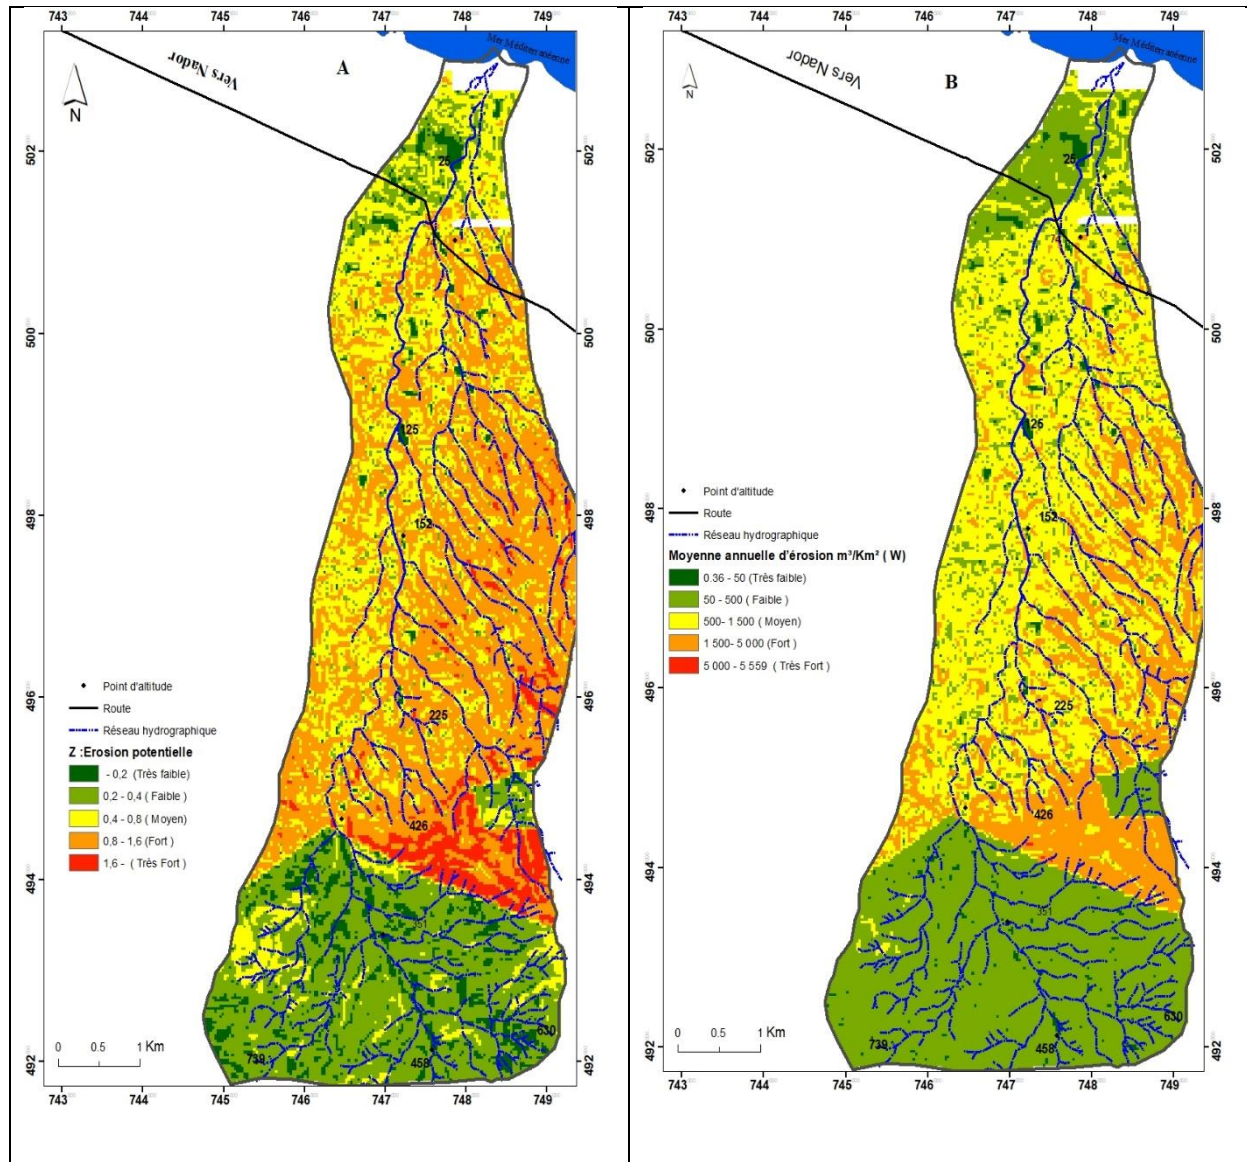 743 744 745 746 747 748 749
Mer Méditerranéenne
A
Vers Nador
N
502
25
74
500
125
498
152
496
225
426
494
492
739
458
630
Point d'altitude
Route
Réseau hydrographique
Z :Erosion potentielle
- 0,2 (Très faible)
0,2 - 0,4 ( Faible )
0,4 - 0,8 ( Moyen)
0,8 - 1,6 ( Fort )
1,6 - ( Très Fort )
0 0.5 1 Km
502
500
498
496
494
492
743 744 745 746 747 748 749
743 744 745 746 747 748 749
Mer Méditerranéenne
B
Vers Nador
N
502
25
74
500
125
498
152
496
225
426
494
351
492
739
458
630
Point d'altitude
Route
Réseau hydrographique
Moyenne annuelle d'érosion m³/Km² ( W)
0.36 - 50 (Très faible)
50 - 500 ( Faible )
500- 1 500 ( Moyen)
1 500- 5 000 (Fort )
5 000 - 5 559 ( Très Fort)
0 0.5 1 Km
502
500
498
496
494
492
743 744 745 746 747 748 749